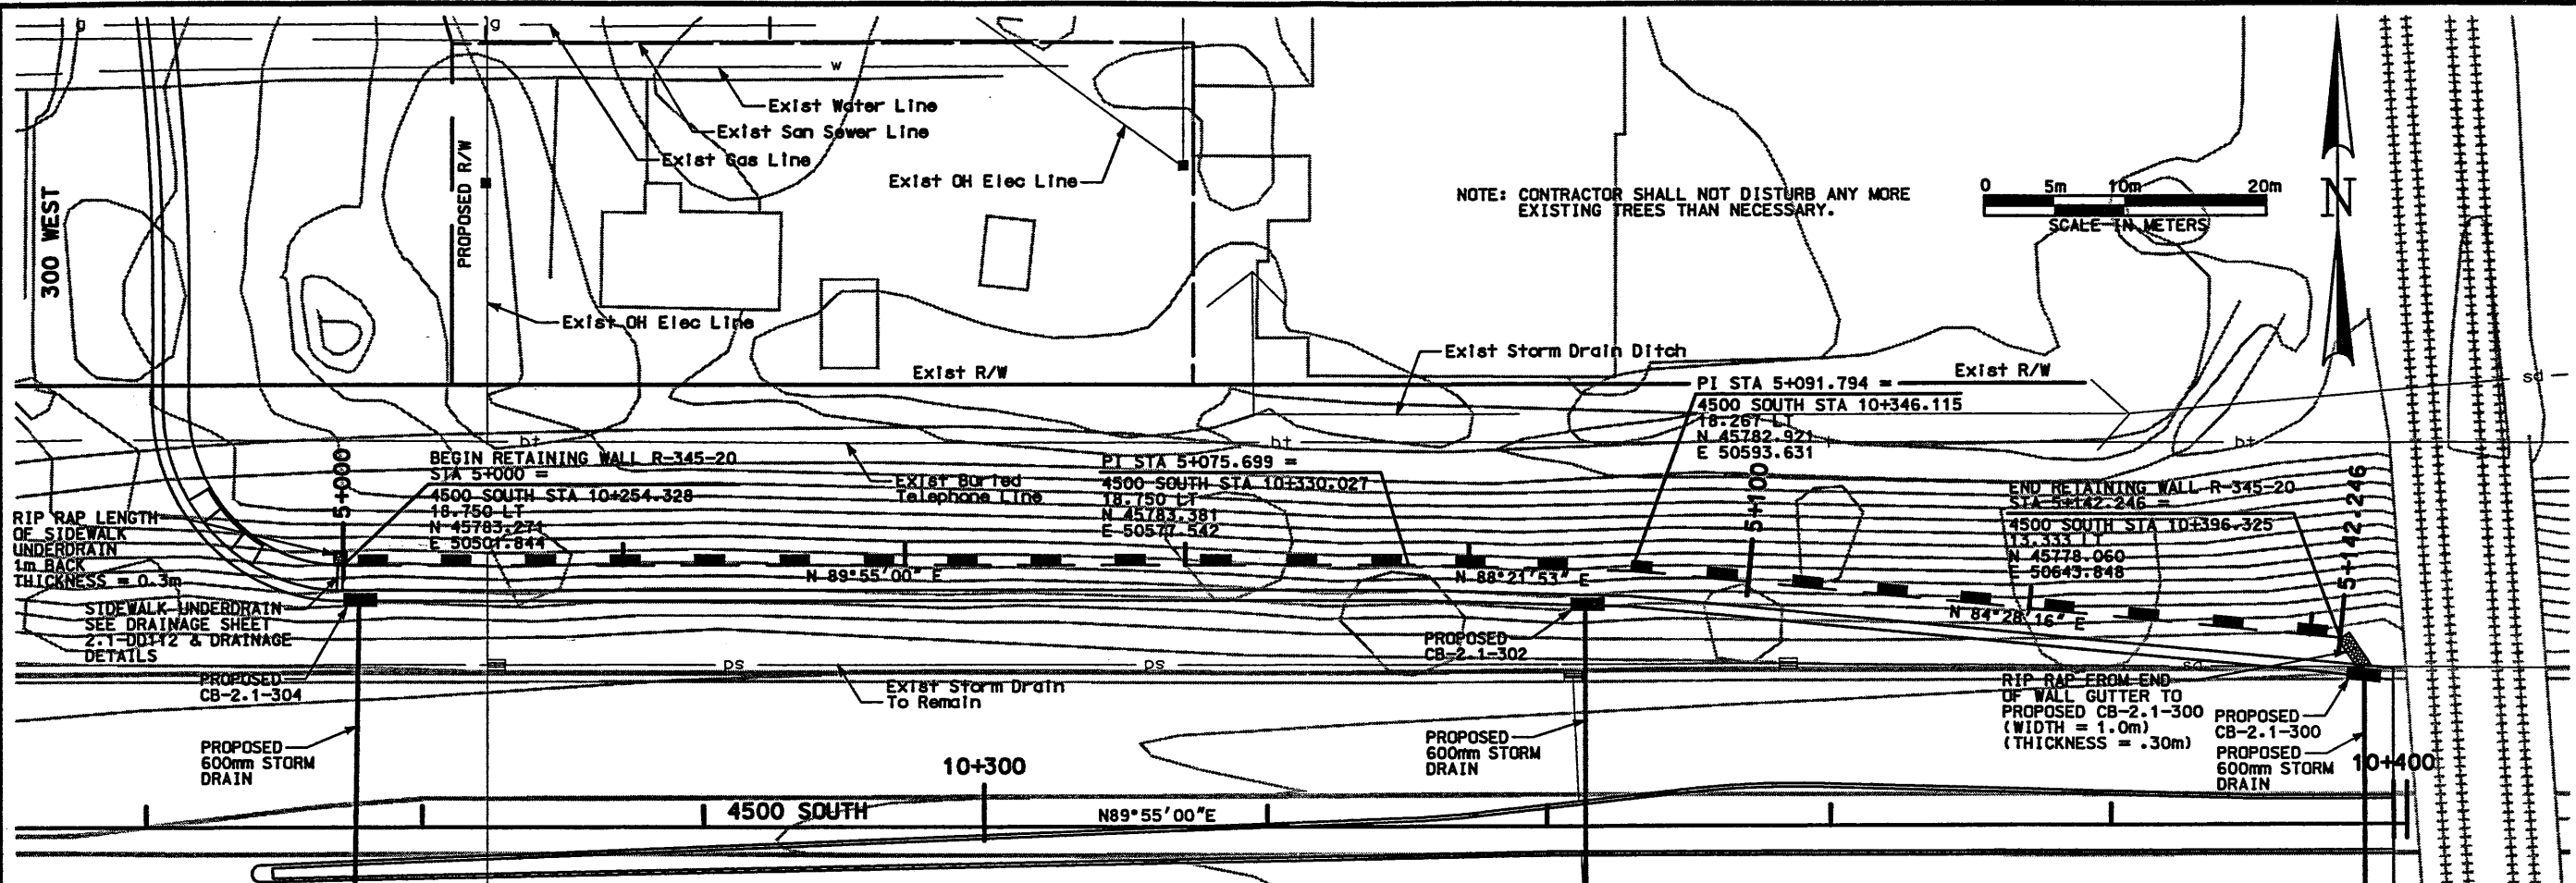 g
g
w
Exist Water Line
Exist San Sewer Line
Exist Gas Line
Exist OH Elec Line
PROPOSED R/W
300 WEST
NOTE: CONTRACTOR SHALL NOT DISTURB ANY MORE
EXISTING TREES THAN NECESSARY.
0 5m 10m 20m
SCALE IN METERS
N
Exist OH Elec Line
Exist Storm Drain Ditch
Exist R/W
Exist R/W
sd
PI STA 5+091.794 =
4500 SOUTH STA 10+346.115
18.267 LT
N 45782.921
E 50593.631
bt
bt
bt
BEGIN RETAINING WALL R-345-20
STA 5+000 =
4500 SOUTH STA 10+254.328
18.750 LT
N 45783.271
E 50501.844
5+000
Exist Buried
Telephone Line
PI STA 5+075.699 =
4500 SOUTH STA 10+330.027
18.750 LT
N 45783.381
E 50577.542
5+100
END RETAINING WALL R-345-20
STA 5+142.246 =
4500 SOUTH STA 10+396.325
13.333 LT
N 45778.060
E 50643.848
5+142.246
RIP RAP LENGTH
OF SIDEWALK
UNDERDRAIN
1m BACK
THICKNESS = 0.3m
N 89°55'00" E
N 88°21'53" E
N 84°28'16" E
SIDEWALK UNDERDRAIN
SEE DRAINAGE SHEET
2.1-DD112 & DRAINAGE
DETAILS
PROPOSED
CB-2.1-304
ps
ps
sd
Exist Storm Drain
To Remain
PROPOSED
CB-2.1-302
RIP RAP FROM END
OF WALL GUTTER TO
PROPOSED CB-2.1-300
(WIDTH = 1.0m)
(THICKNESS = .30m)
PROPOSED
CB-2.1-300
PROPOSED
600mm STORM
DRAIN
PROPOSED
600mm STORM
DRAIN
PROPOSED
600mm STORM
DRAIN
10+300
10+400
4500 SOUTH
N89°55'00"E